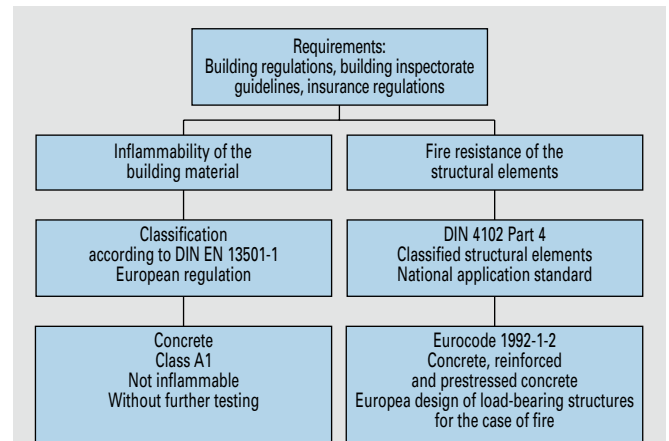 Requirements:
Building regulations, building inspectorate
guidelines, insurance regulations
Inflammability of the
building material
Fire resistance of the
structural elements
Classification
according to DIN EN 13501-1
European regulation
DIN 4102 Part 4
Classified structural elements
National application standard
Concrete
Class A1
Not inflammable
Without further testing
Eurocode 1992-1-2
Concrete, reinforced
and prestressed concrete
Europea design of load-bearing structures
for the case of fire